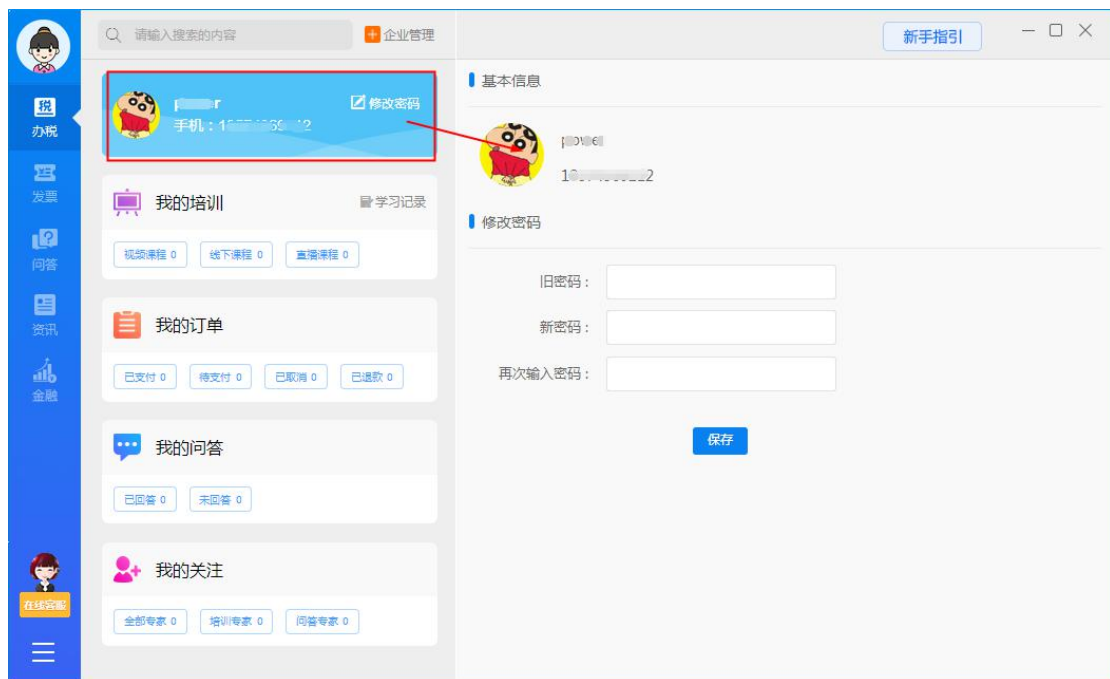 请输入搜索的内容
企业管理
新手指引
税
办税
发票
问答
资讯
金融
在线客服
修改密码
手机：
我的培训
学习记录
视频课程 0
线下课程 0
直播课程 0
我的订单
已支付 0
待支付 0
已取消 0
已退款 0
我的问答
已回答 0
未回答 0
我的关注
全部专家 0
培训专家 0
问答专家 0
基本信息
修改密码
旧密码：
新密码：
再次输入密码：
保存